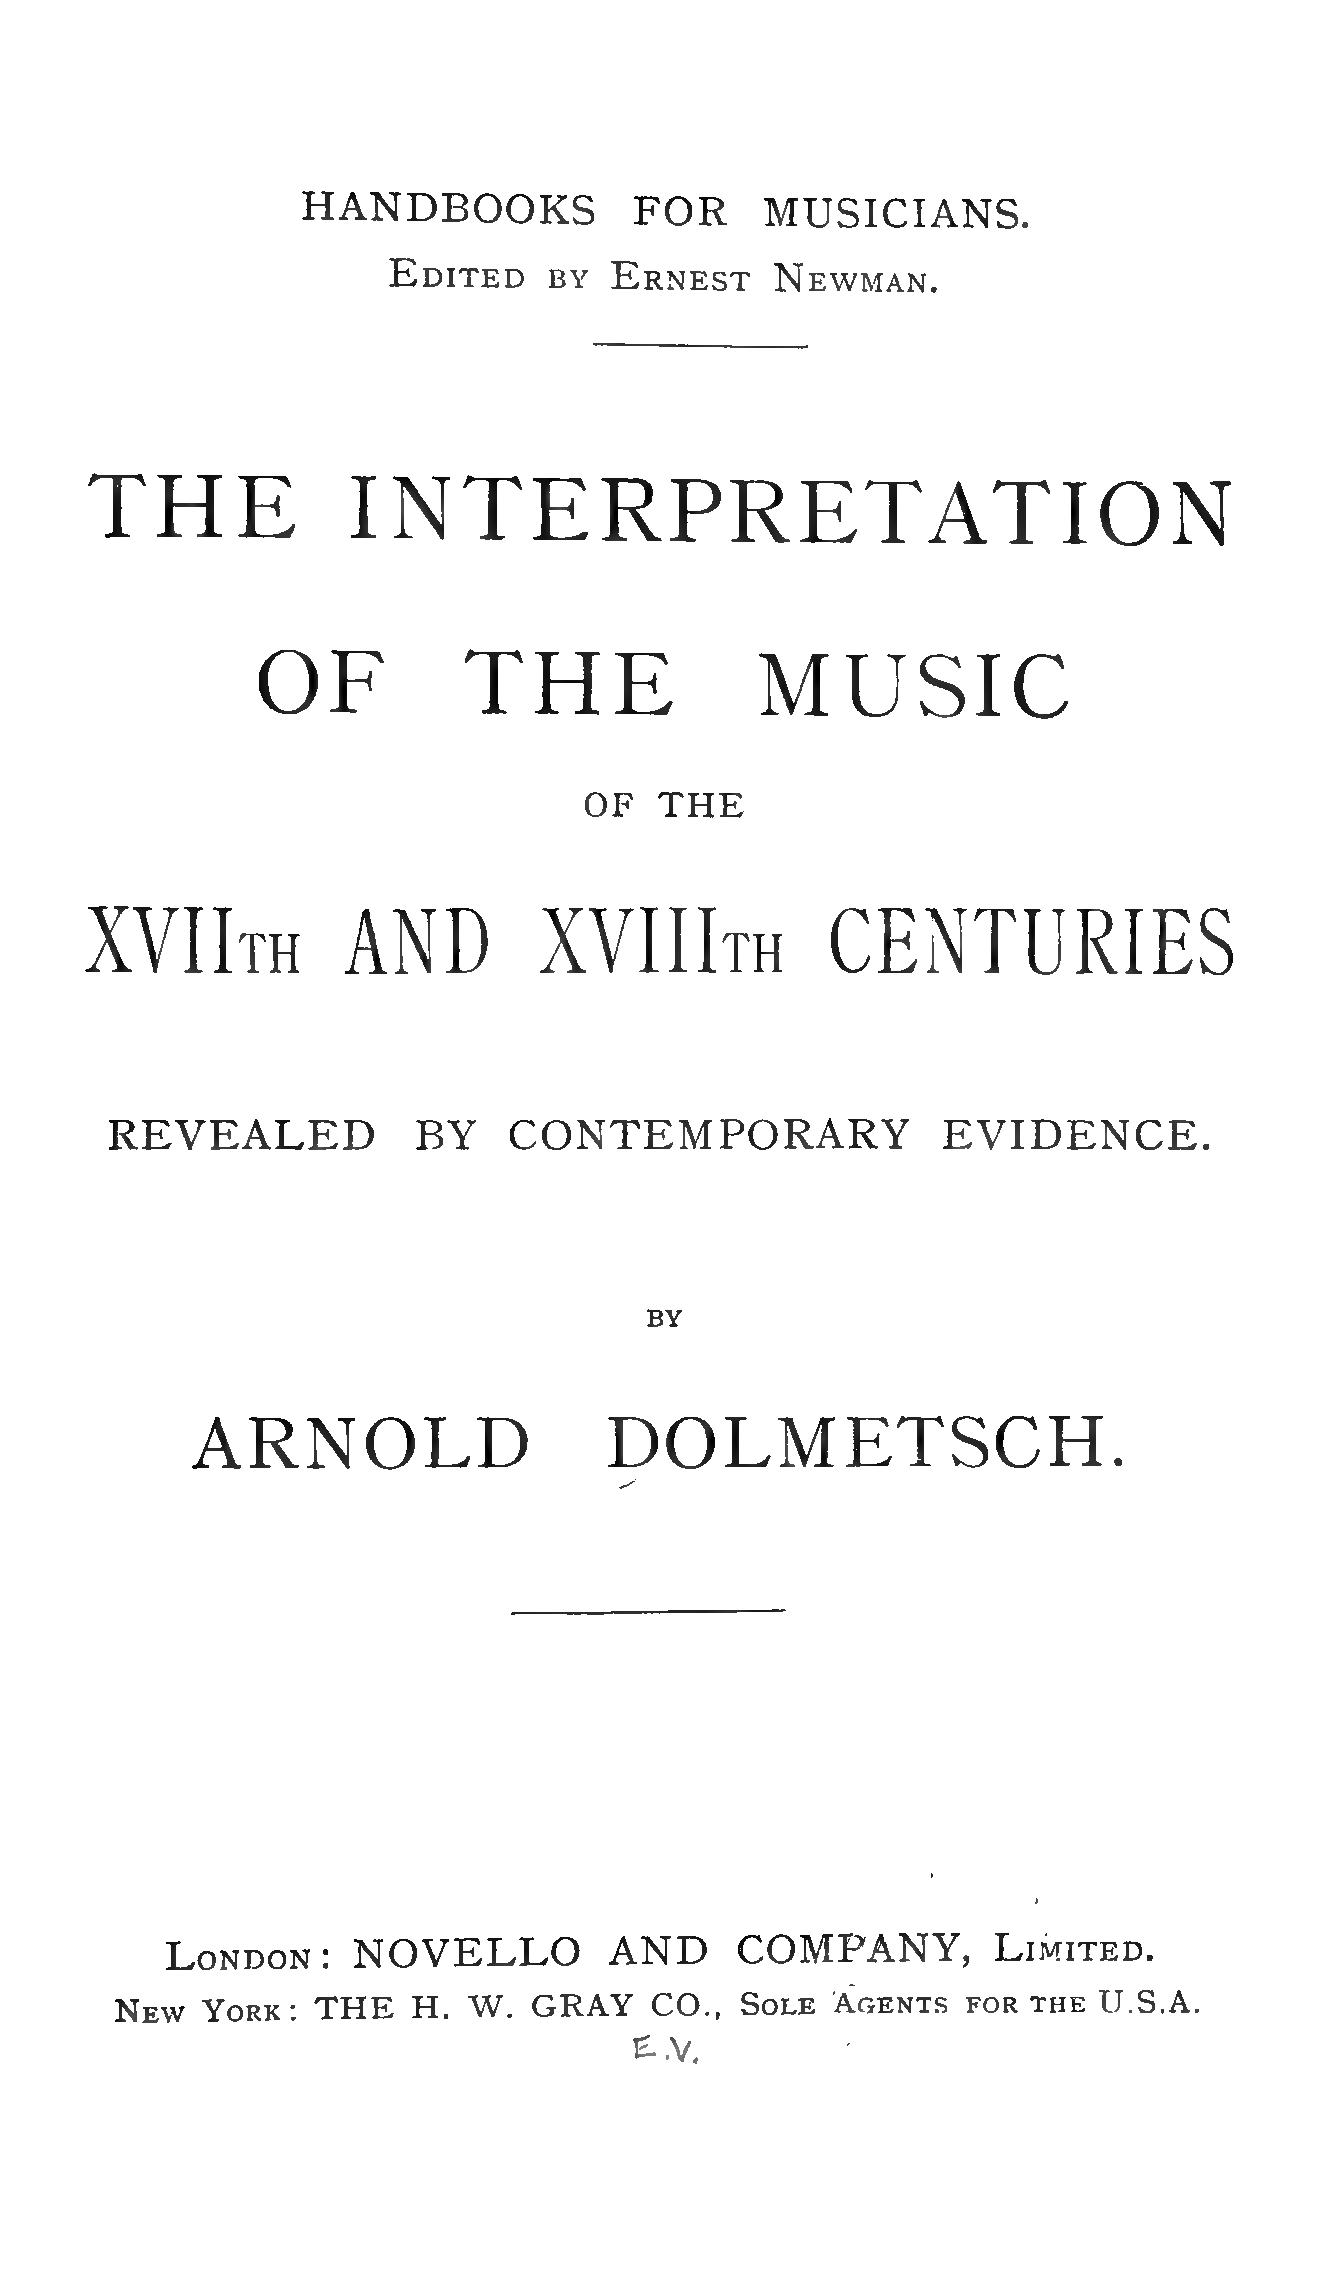 HANDBOOKS FOR MUSICIANS.
EDITED BY ERNEST NEWMAN.
THE INTERPRETATION
OF THE MUSIC
OF THE
XVIITH AND XVIIITH CENTURIES
REVEALED BY CONTEMPORARY EVIDENCE.
BY
ARNOLD DOLMETSCH.
LONDON: NOVELLO AND COMPANY, LIMITED.
NEW YORK: THE H. W. GRAY CO., SOLE AGENTS FOR THE U.S.A.
E.V.